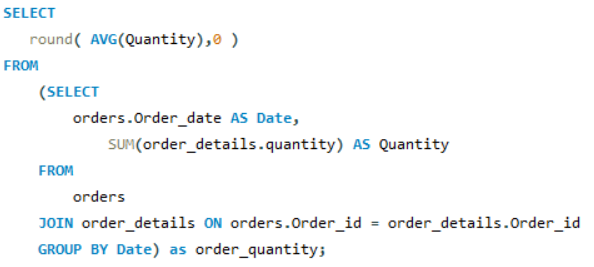 SELECT
round( AVG(Quantity),0 )
FROM
(SELECT
orders.Order_date AS Date,
SUM(order_details.quantity) AS Quantity
FROM
orders
JOIN order_details ON orders.Order_id = order_details.Order_id
GROUP BY Date) as order_quantity;